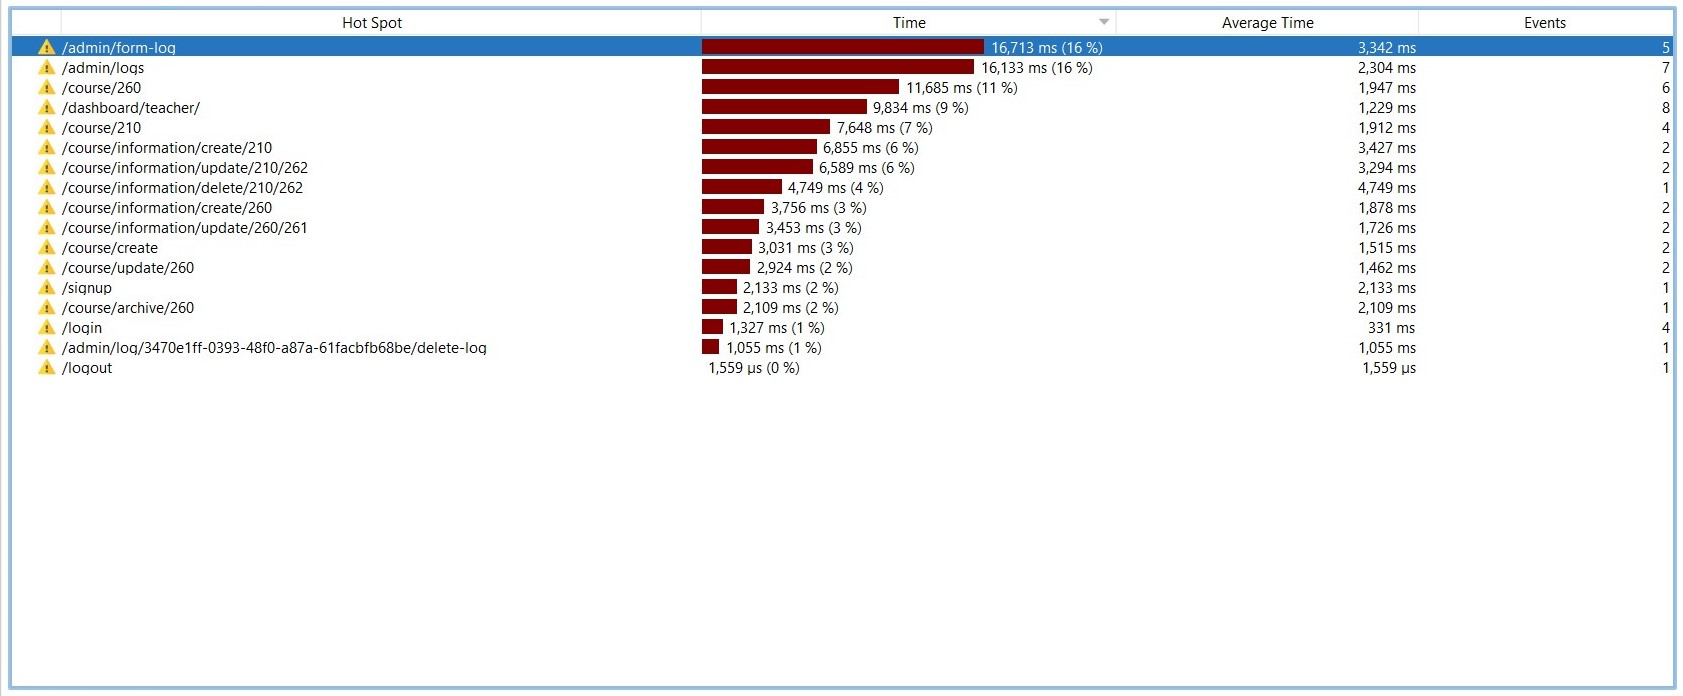 Hot Spot Time Average Time Events
/admin/form-log 16,713 ms (16 %) 3,342 ms 5
/admin/logs 16,133 ms (16 %) 2,304 ms 7
/course/260 11,685 ms (11 %) 1,947 ms 6
/dashboard/teacher/ 9,834 ms (9 %) 1,229 ms 8
/course/210 7,648 ms (7 %) 1,912 ms 4
/course/information/create/210 6,855 ms (6 %) 3,427 ms 2
/course/information/update/210/262 6,589 ms (6 %) 3,294 ms 2
/course/information/delete/210/262 4,749 ms (4 %) 4,749 ms 1
/course/information/create/260 3,756 ms (3 %) 1,878 ms 2
/course/information/update/260/261 3,453 ms (3 %) 1,726 ms 2
/course/create 3,031 ms (3 %) 1,515 ms 2
/course/update/260 2,924 ms (2 %) 1,462 ms 2
/signup 2,133 ms (2 %) 2,133 ms 1
/course/archive/260 2,109 ms (2 %) 2,109 ms 1
/login 1,327 ms (1 %) 331 ms 4
/admin/log/3470e1ff-0393-48f0-a87a-61facbfb68be/delete-log 1,055 ms (1 %) 1,055 ms 1
/logout 1,559 µs (0 %) 1,559 µs 1